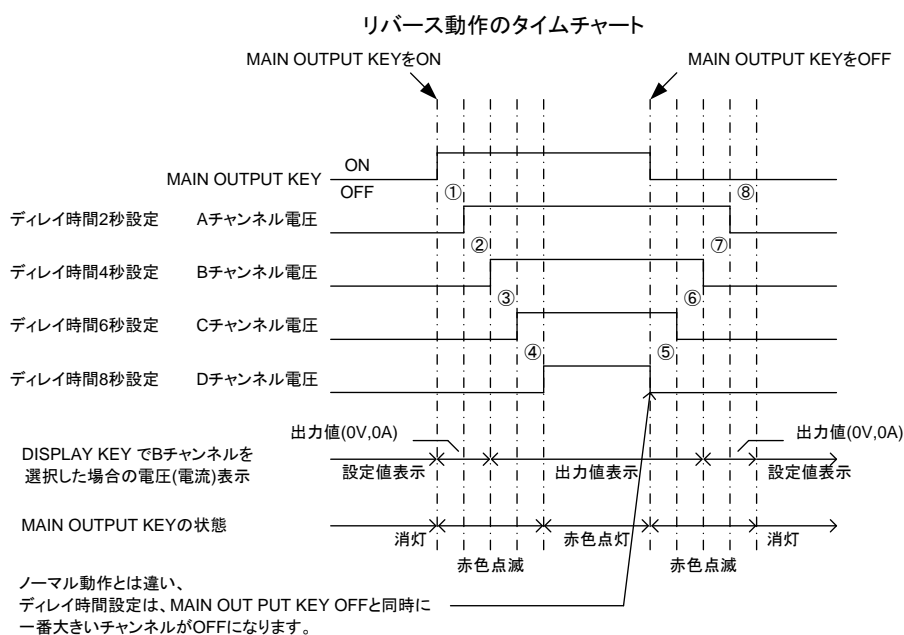 リバース動作のタイムチャート
MAIN OUTPUT KEYをON
MAIN OUTPUT KEYをOFF
MAIN OUTPUT KEY
ON
OFF
①
⑧
ディレイ時間2秒設定 Aチャンネル電圧
②
⑦
ディレイ時間4秒設定 Bチャンネル電圧
③
⑥
ディレイ時間6秒設定 Cチャンネル電圧
④
⑤
ディレイ時間8秒設定 Dチャンネル電圧
出力値(0V,0A)
出力値(0V,0A)
DISPLAY KEY でBチャンネルを
選択した場合の電圧(電流)表示
設定値表示
出力値表示
設定値表示
MAIN OUTPUT KEYの状態
消灯
赤色点灯
消灯
赤色点滅
赤色点滅
ノーマル動作とは違い、
ディレイ時間設定は、MAIN OUT PUT KEY OFFと同時に
一番大きいチャンネルがOFFになります。